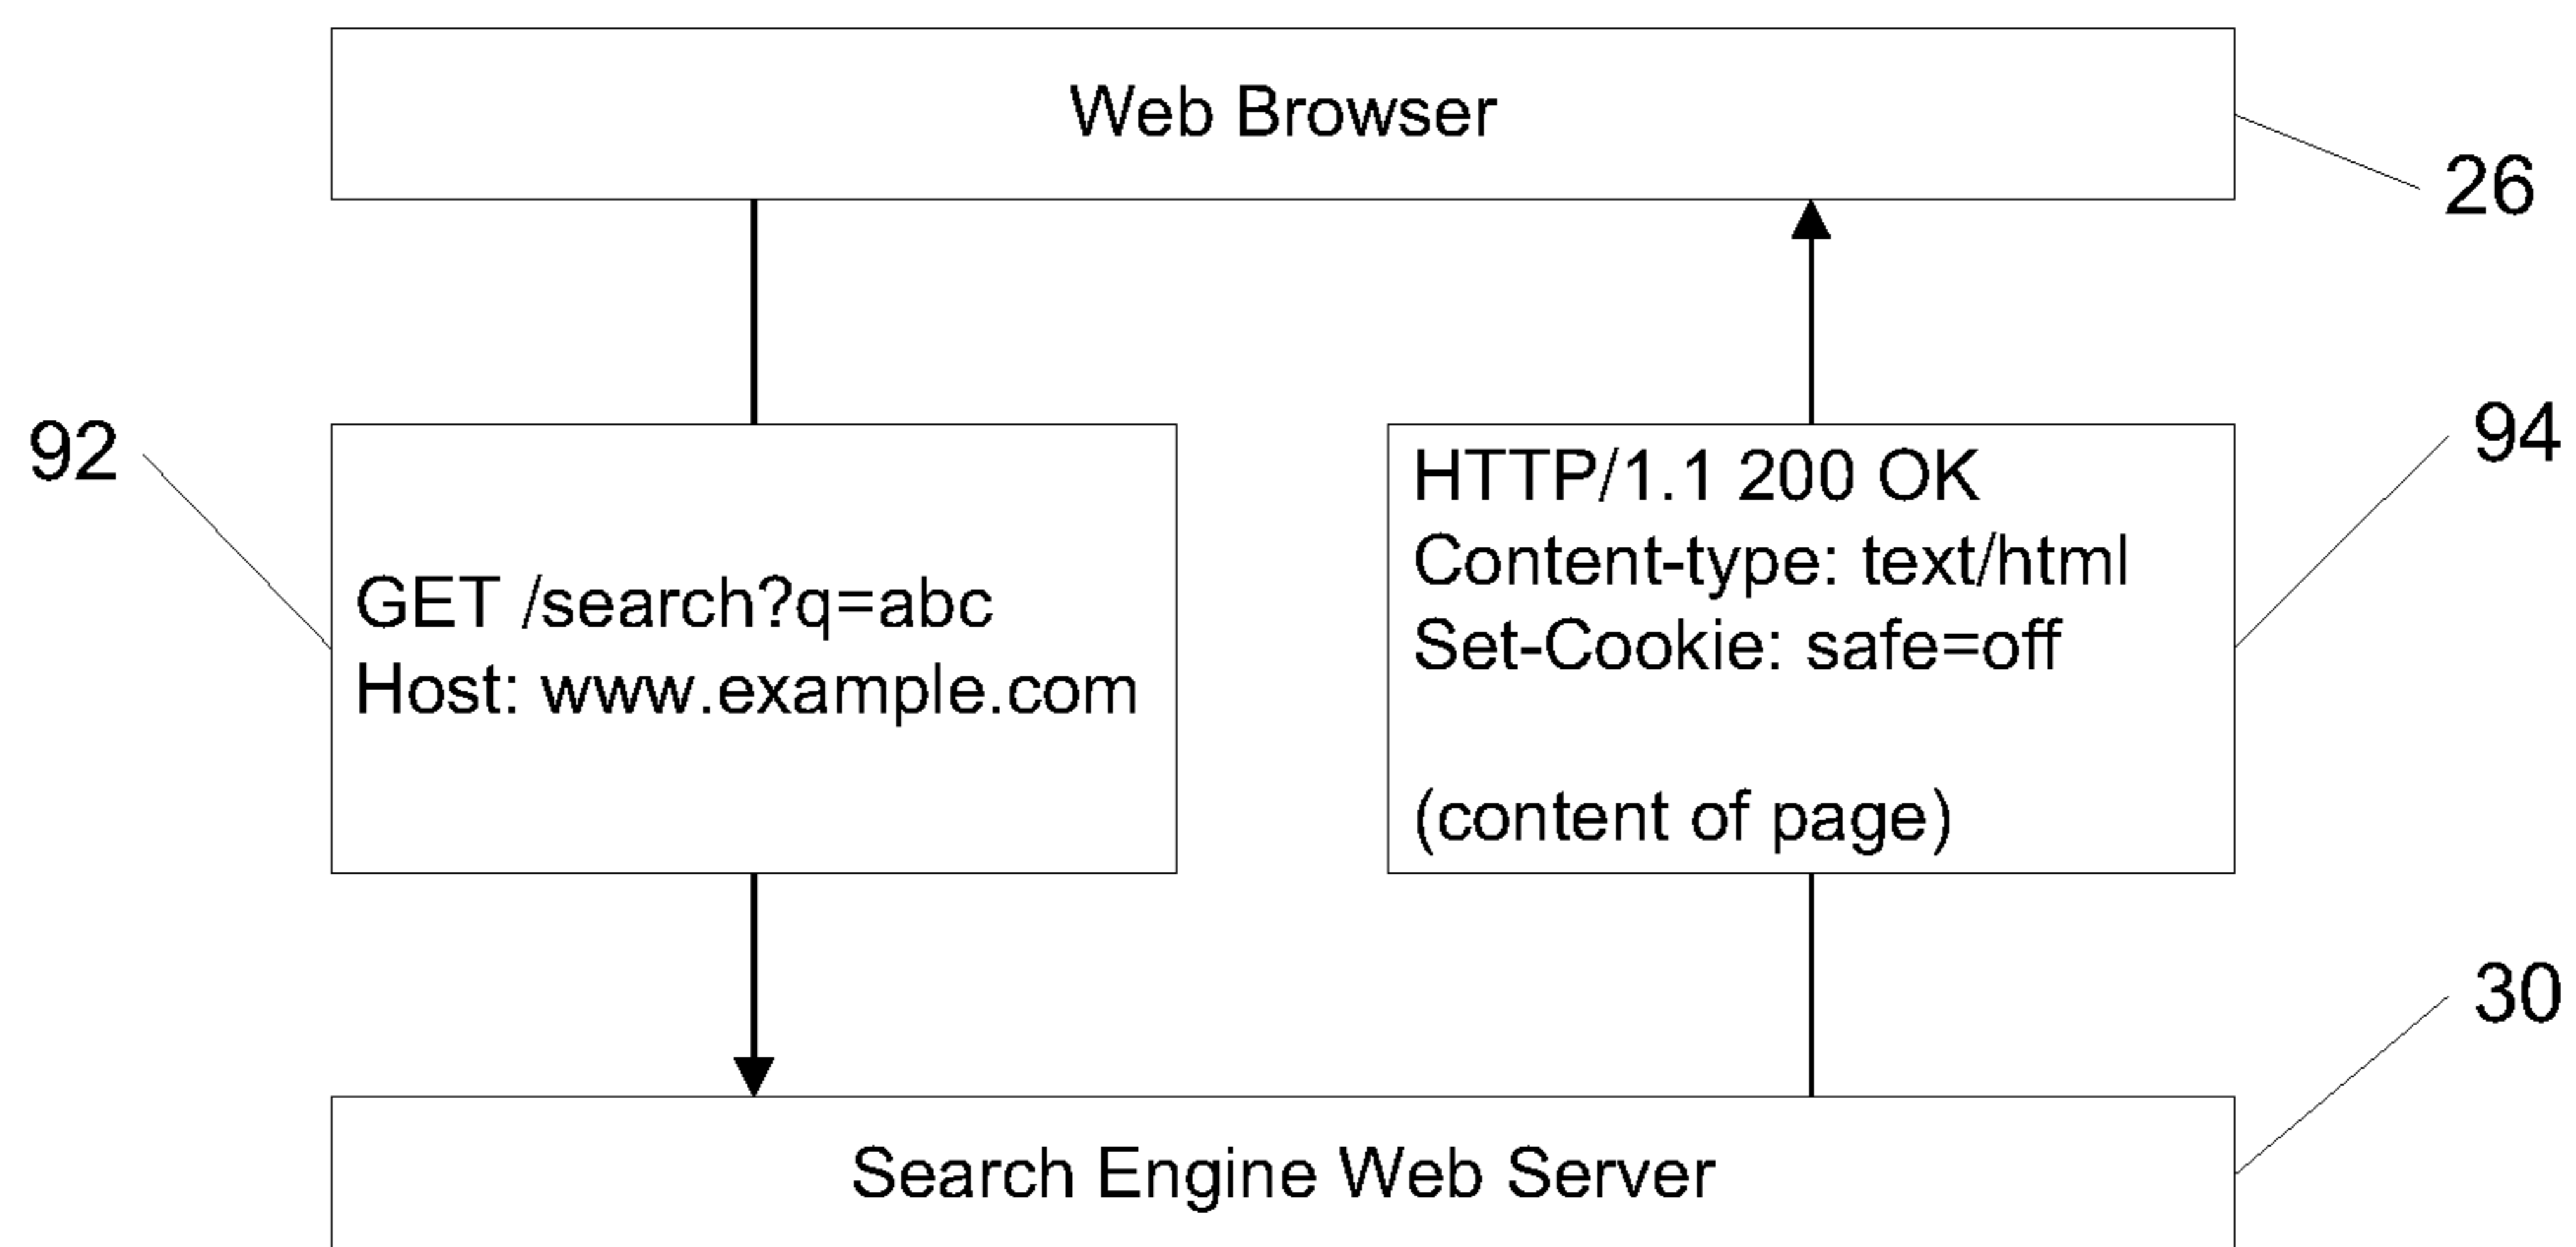 Web Browser
26
92
GET /search?q=abc
Host: www.example.com
HTTP/1.1 200 OK
Content-type: text/html
Set-Cookie: safe=off
(content of page)
94
30
Search Engine Web Server